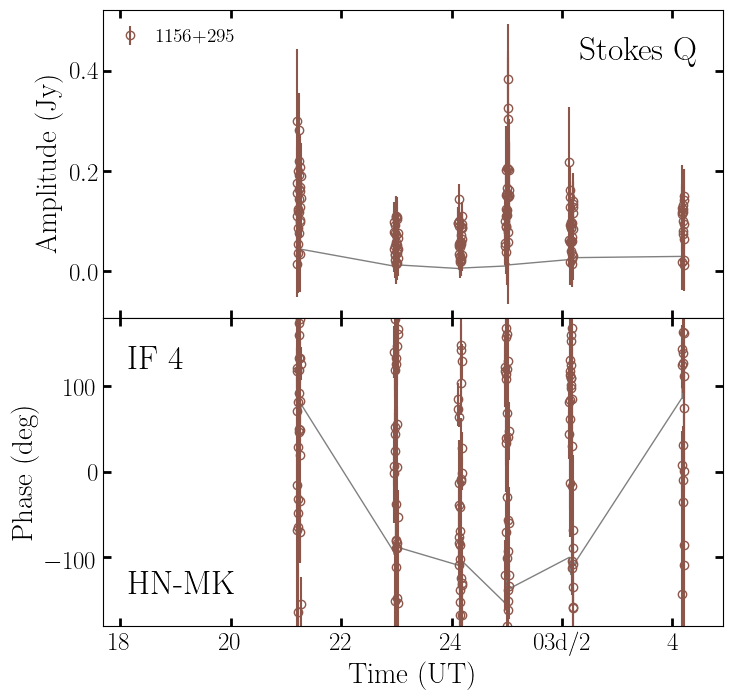 1156+295
Stokes Q
Amplitude (Jy)
0.4
0.2
0.0
IF 4
HN-MK
Phase (deg)
100
0
−100
18
20
22
24
03d/2
4
Time (UT)